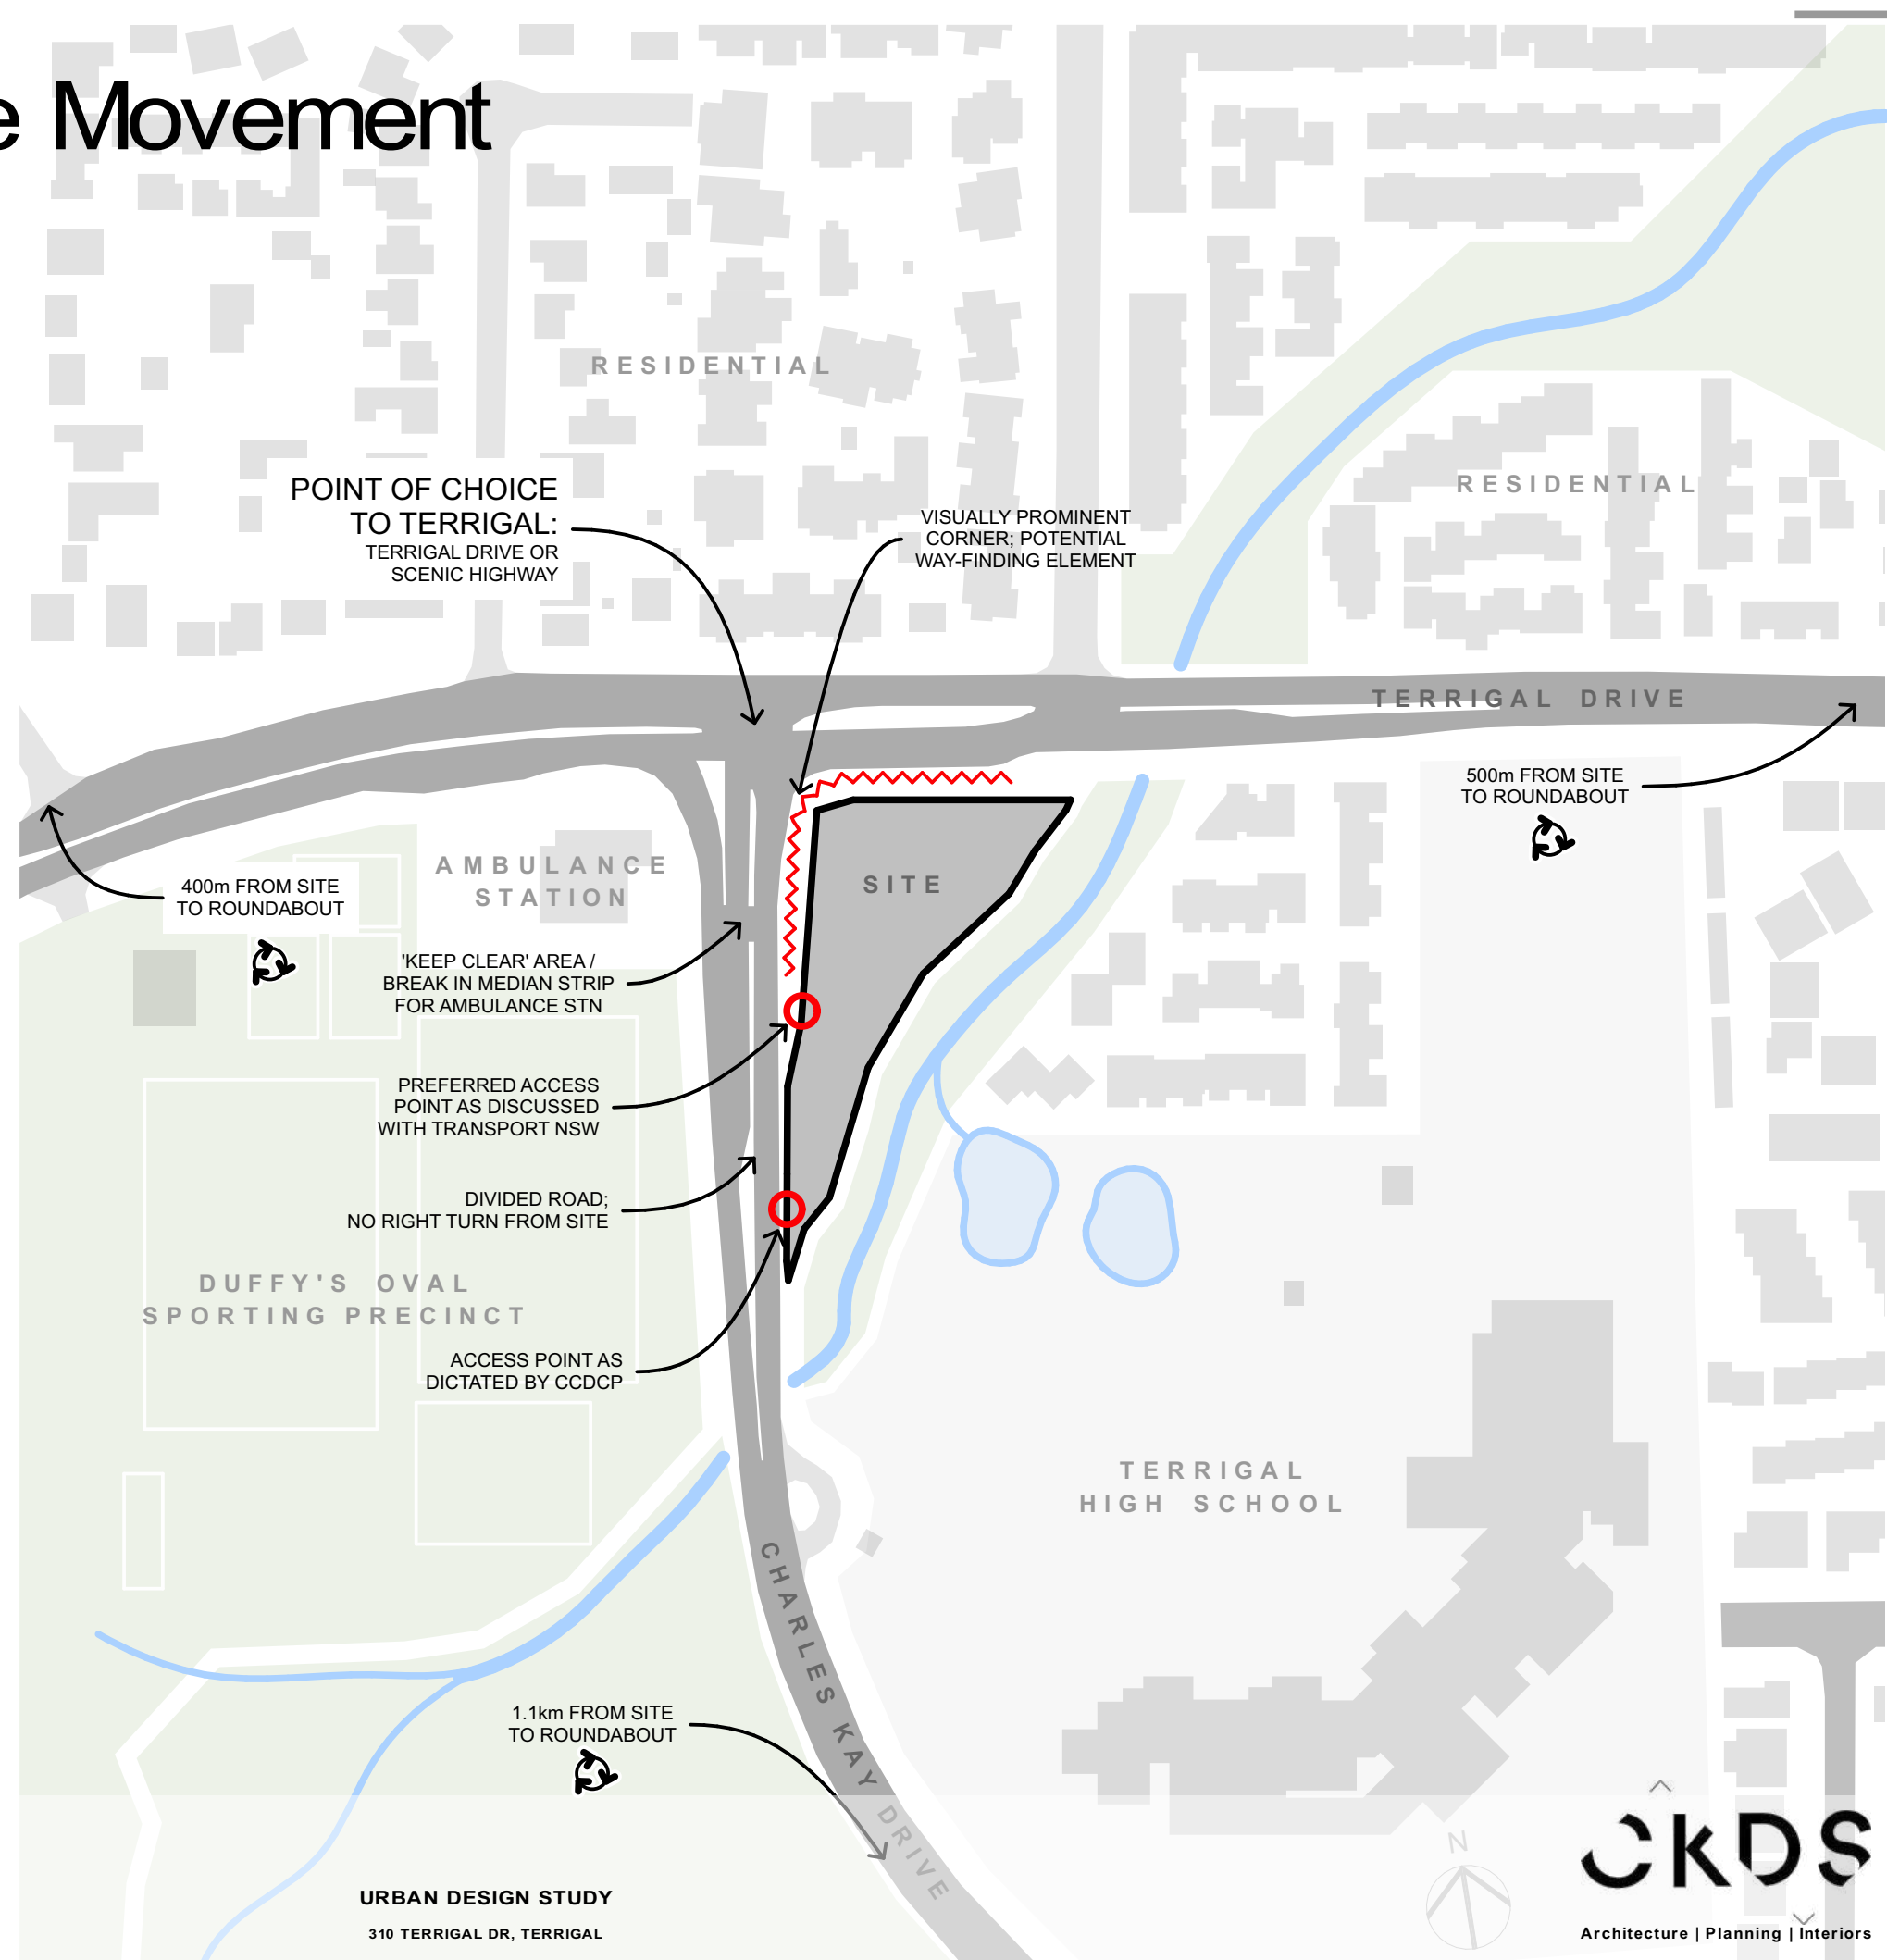 e Movement
RESIDENTIAL
RESIDENTIAL
POINT OF CHOICE
TO TERRIGAL:
TERRIGAL DRIVE OR
SCENIC HIGHWAY
VISUALLY PROMINENT
CORNER; POTENTIAL
WAY-FINDING ELEMENT
TERRIGAL DRIVE
500m FROM SITE
TO ROUNDABOUT
AMBULANCE
STATION
SITE
400m FROM SITE
TO ROUNDABOUT
'KEEP CLEAR' AREA /
BREAK IN MEDIAN STRIP
FOR AMBULANCE STN
PREFERRED ACCESS
POINT AS DISCUSSED
WITH TRANSPORT NSW
DIVIDED ROAD;
NO RIGHT TURN FROM SITE
DUFFY'S OVAL
SPORTING PRECINCT
ACCESS POINT AS
DICTATED BY CCDCP
TERRIGAL
HIGH SCHOOL
CHARLES KAY DRIVE
1.1km FROM SITE
TO ROUNDABOUT
N
CKDS
Architecture | Planning | Interiors
URBAN DESIGN STUDY
310 TERRIGAL DR, TERRIGAL